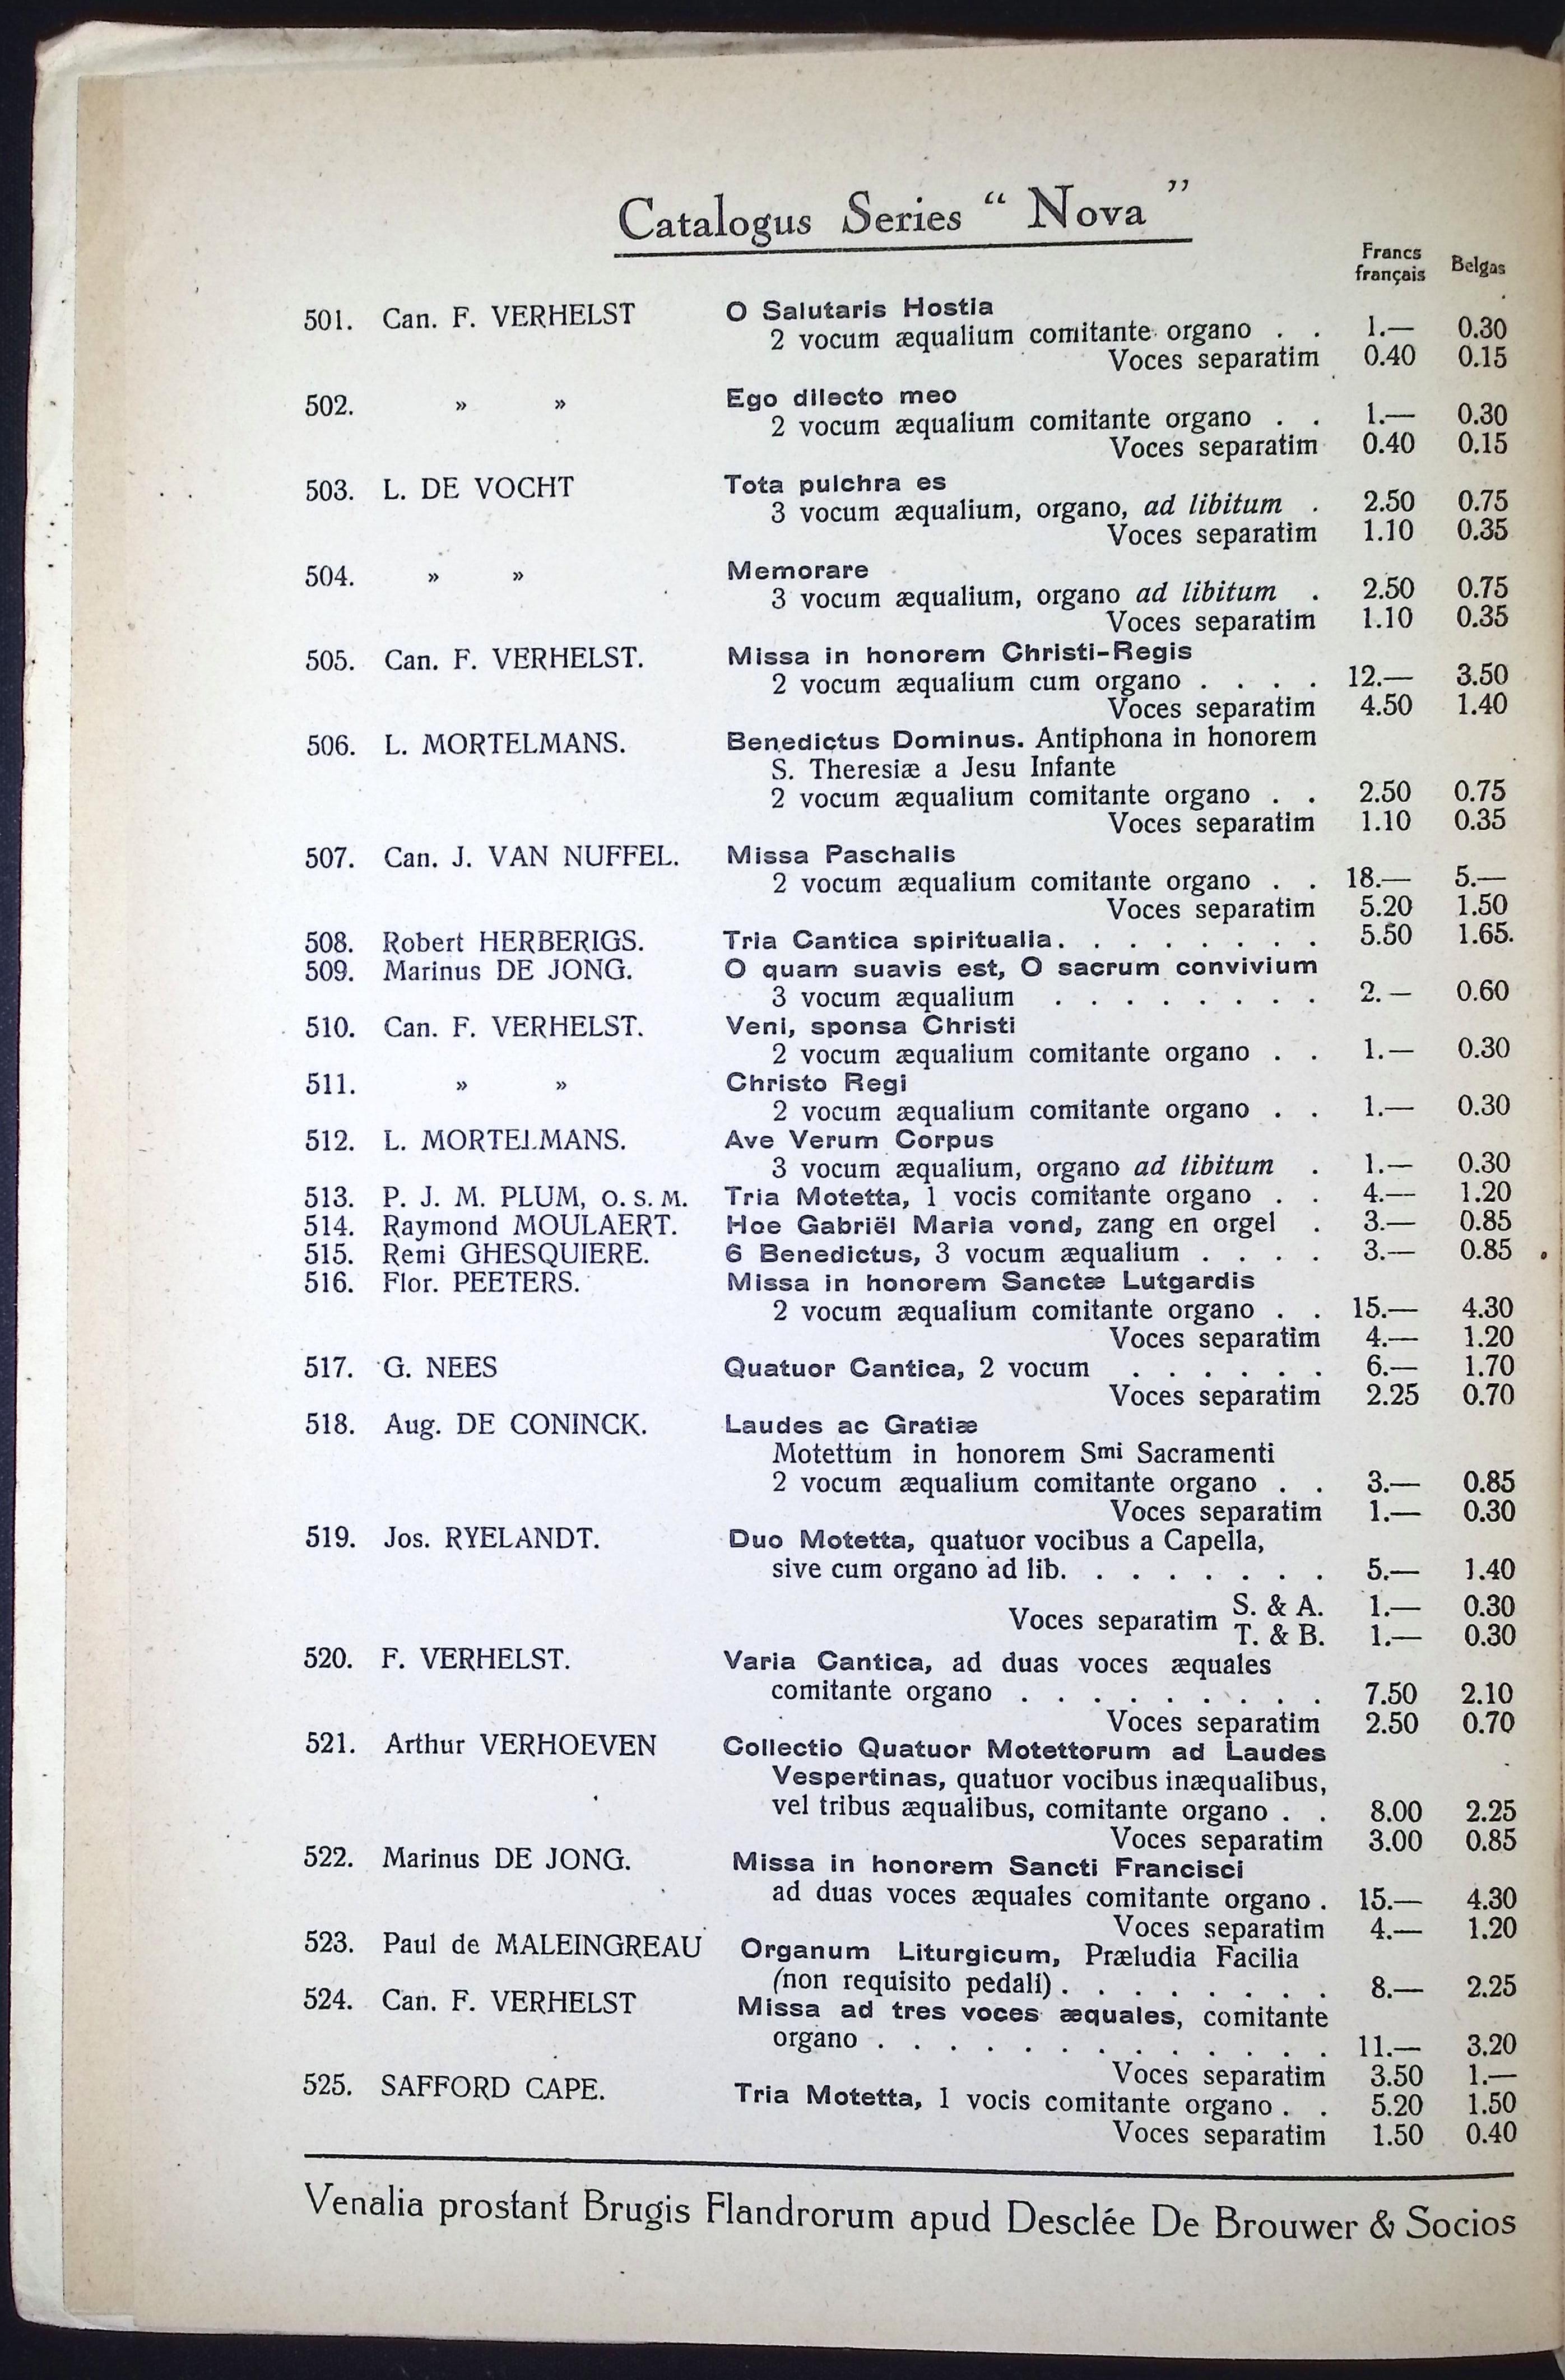 Catalogus Series “ Nova ”
Francs français Belgas
501. Can. F. VERHELST O Salutaris Hostia
2 vocum æqualium comitante organo . . 1.— 0.30
Voces separatim 0.40 0.15
502. » » Ego dilecto meo
2 vocum æqualium comitante organo . . 1.— 0.30
Voces separatim 0.40 0.15
503. L. DE VOCHT Tota pulchra es
3 vocum æqualium, organo, ad libitum . 2.50 0.75
Voces separatim 1.10 0.35
504. » » Memorare
3 vocum æqualium, organo ad libitum . 2.50 0.75
Voces separatim 1.10 0.35
505. Can. F. VERHELST. Missa in honorem Christi-Regis
2 vocum æqualium cum organo . . . . 12.— 3.50
Voces separatim 4.50 1.40
506. L. MORTELMANS. Benedictus Dominus. Antiphona in honorem
S. Theresiæ a Jesu Infante
2 vocum æqualium comitante organo . . 2.50 0.75
Voces separatim 1.10 0.35
507. Can. J. VAN NUFFEL. Missa Paschalis
2 vocum æqualium comitante organo . . 18.— 5.—
Voces separatim 5.20 1.50
508. Robert HERBERIGS. Tria Cantica spiritualia. . . . . . . . 5.50 1.65.
509. Marinus DE JONG. O quam suavis est, O sacrum convivium
3 vocum æqualium . . . . . . . . 2.— 0.60
510. Can. F. VERHELST. Veni, sponsa Christi
2 vocum æqualium comitante organo . . 1.— 0.30
511. » » Christo Regi
2 vocum æqualium comitante organo . . 1.— 0.30
512. L. MORTELMANS. Ave Verum Corpus
3 vocum æqualium, organo ad libitum . 1.— 0.30
513. P. J. M. PLUM, O. S. M. Tria Motetta, 1 vocis comitante organo . . 4.— 1.20
514. Raymond MOULAERT. Hoe Gabriël Maria vond, zang en orgel . 3.— 0.85
515. Remi GHESQUIERE. 6 Benedictus, 3 vocum æqualium . . . . 3.— 0.85
516. Flor. PEETERS. Missa in honorem Sanctæ Lutgardis
2 vocum æqualium comitante organo . . 15.— 4.30
Voces separatim 4.— 1.20
517. G. NEES Quatuor Cantica, 2 vocum . . . . . . 6.— 1.70
Voces separatim 2.25 0.70
518. Aug. DE CONINCK. Laudes ac Gratiæ
Motettum in honorem Smi Sacramenti
2 vocum æqualium comitante organo . . 3.— 0.85
Voces separatim 1.— 0.30
519. Jos. RYELANDT. Duo Motetta, quatuor vocibus a Capella,
sive cum organo ad lib. . . . . . . . 5.— 1.40
Voces separatim S. & A. 1.— 0.30
T. & B. 1.— 0.30
520. F. VERHELST. Varia Cantica, ad duas voces æquales
comitante organo . . . . . . . . . 7.50 2.10
Voces separatim 2.50 0.70
521. Arthur VERHOEVEN Collectio Quatuor Motettorum ad Laudes
Vespertinas, quatuor vocibus inæqualibus,
vel tribus æqualibus, comitante organo . . 8.00 2.25
Voces separatim 3.00 0.85
522. Marinus DE JONG. Missa in honorem Sancti Francisci
ad duas voces æquales comitante organo . 15.— 4.30
Voces separatim 4.— 1.20
523. Paul de MALEINGREAU Organum Liturgicum, Præludia Facilia
(non requisito pedali) . . . . . . . . 8.— 2.25
524. Can. F. VERHELST Missa ad tres voces æquales, comitante
organo . . . . . . . . . . . . . 11.— 3.20
Voces separatim 3.50 1.—
525. SAFFORD CAPE. Tria Motetta, 1 vocis comitante organo . . 5.20 1.50
Voces separatim 1.50 0.40
Venalia prostant Brugis Flandrorum apud Desclée De Brouwer & Socios